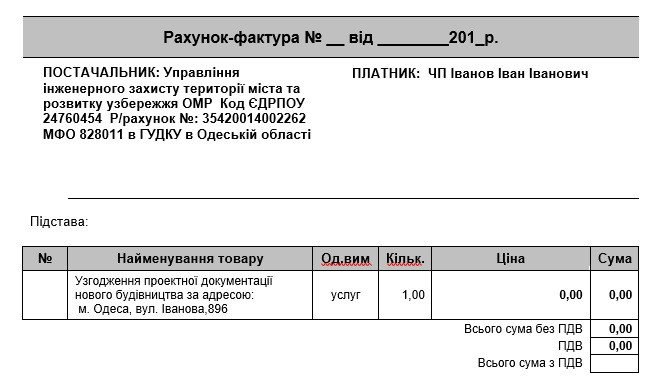 Рахунок-фактура № __ від ________201_р.
ПОСТАЧАЛЬНИК: Управління
інженерного захисту території міста та
розвитку узбережжя ОМР Код ЄДРПОУ
24760454 Р/рахунок №: 35420014002262
МФО 828011 в ГУДКУ в Одеській області
ПЛАТНИК: ЧП Іванов Іван Іванович
Підстава:
№ Найменування товару Од.вим Кільк. Ціна Сума
Узгодження проектної документації
нового будівництва за адресою:
м. Одеса, вул. Іванова,896
послуг 1,00 0,00 0,00
Всього сума без ПДВ 0,00
ПДВ 0,00
Всього сума з ПДВ